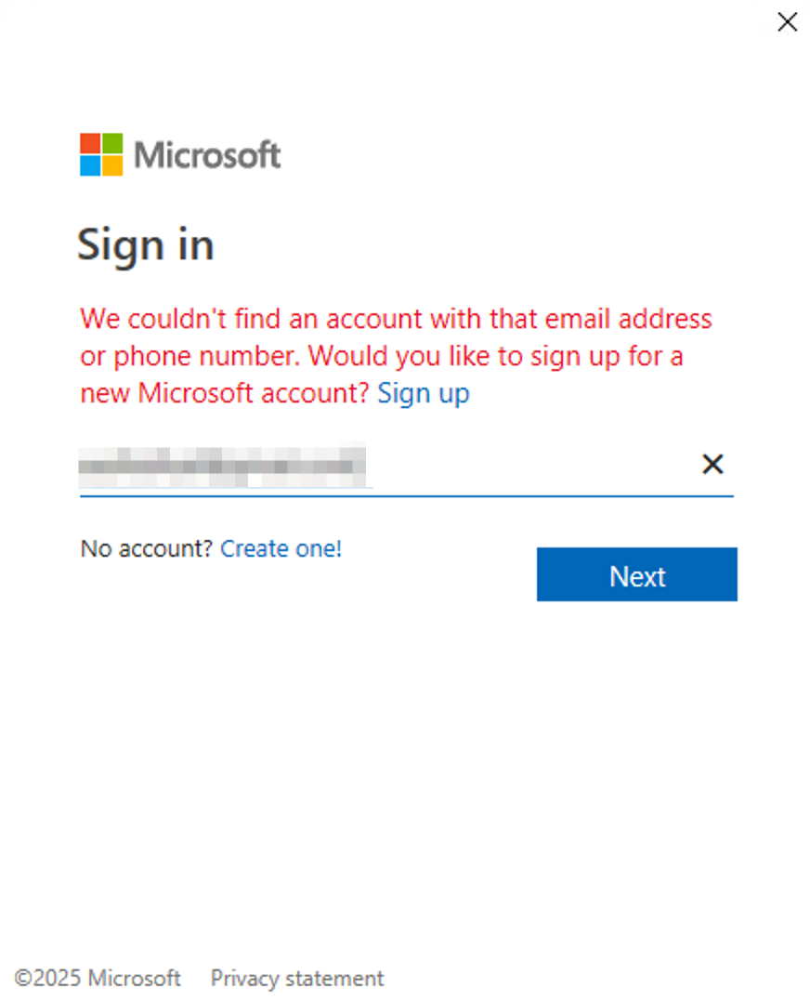 Microsoft
Sign in
We couldn't find an account with that email address
or phone number. Would you like to sign up for a
new Microsoft account? Sign up
No account? Create one!
Next
©2025 Microsoft Privacy statement